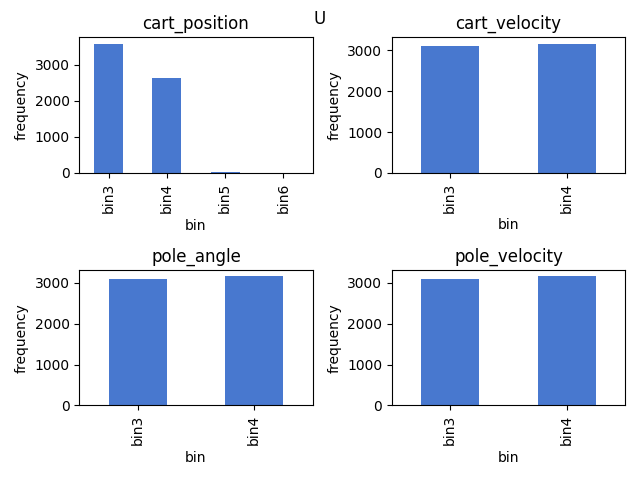 U
cart_position
frequency
3000
2000
1000
0
bin3 bin4 bin5 bin6
bin
cart_velocity
frequency
3000
2000
1000
0
bin3 bin4
bin
pole_angle
frequency
3000
2000
1000
0
bin3 bin4
bin
pole_velocity
frequency
3000
2000
1000
0
bin3 bin4
bin